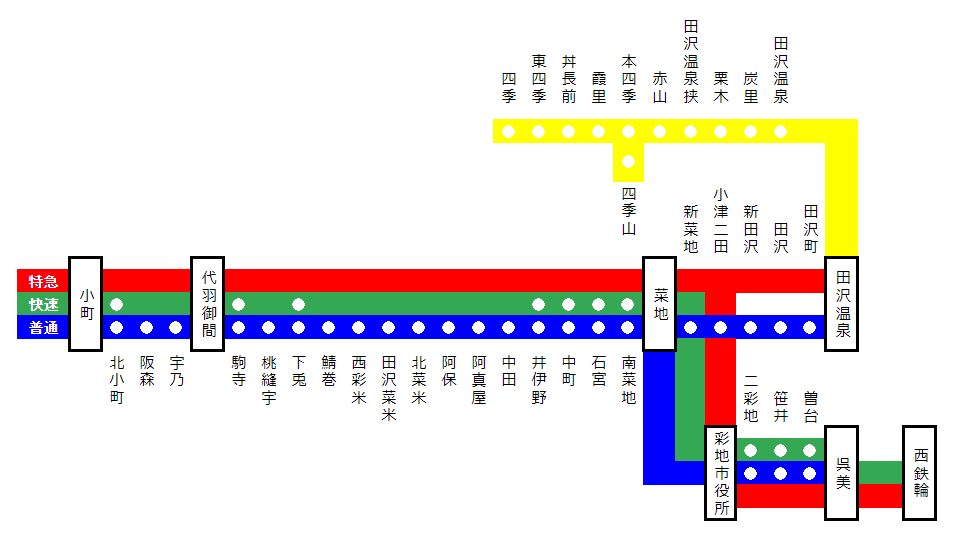 四季
東四季
丼長前
霞里
本四季
赤山
田沢温泉挟
栗木
炭里
田沢温泉
四季山
新菜地
小津二田
新田沢
田沢
田沢町
特急
快速
普通
小町
代羽御間
菜地
田沢温泉
北小町
阪森
宇乃
駒寺
桃縫宇
下兎
鯖巻
西彩米
田沢菜米
北菜米
阿保
阿真屋
中田
井伊野
中町
石宮
南菜地
二彩地
笹井
曽台
彩地市役所
呉美
西鉄輪